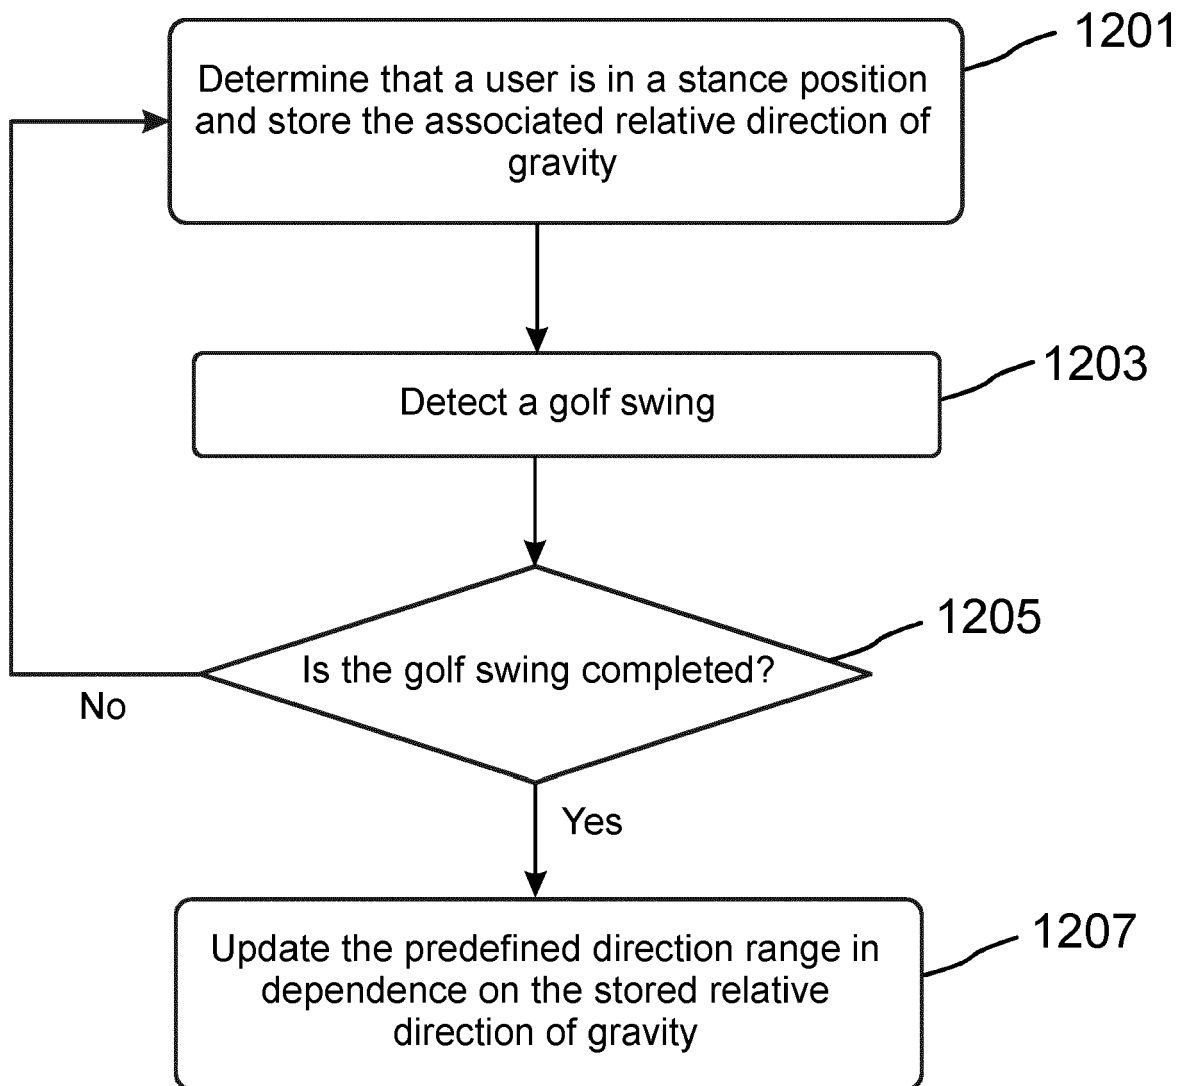 1201
Determine that a user is in a stance position
and store the associated relative direction of
gravity
1203
Detect a golf swing
1205
Is the golf swing completed?
No
Yes
1207
Update the predefined direction range in
dependence on the stored relative
direction of gravity